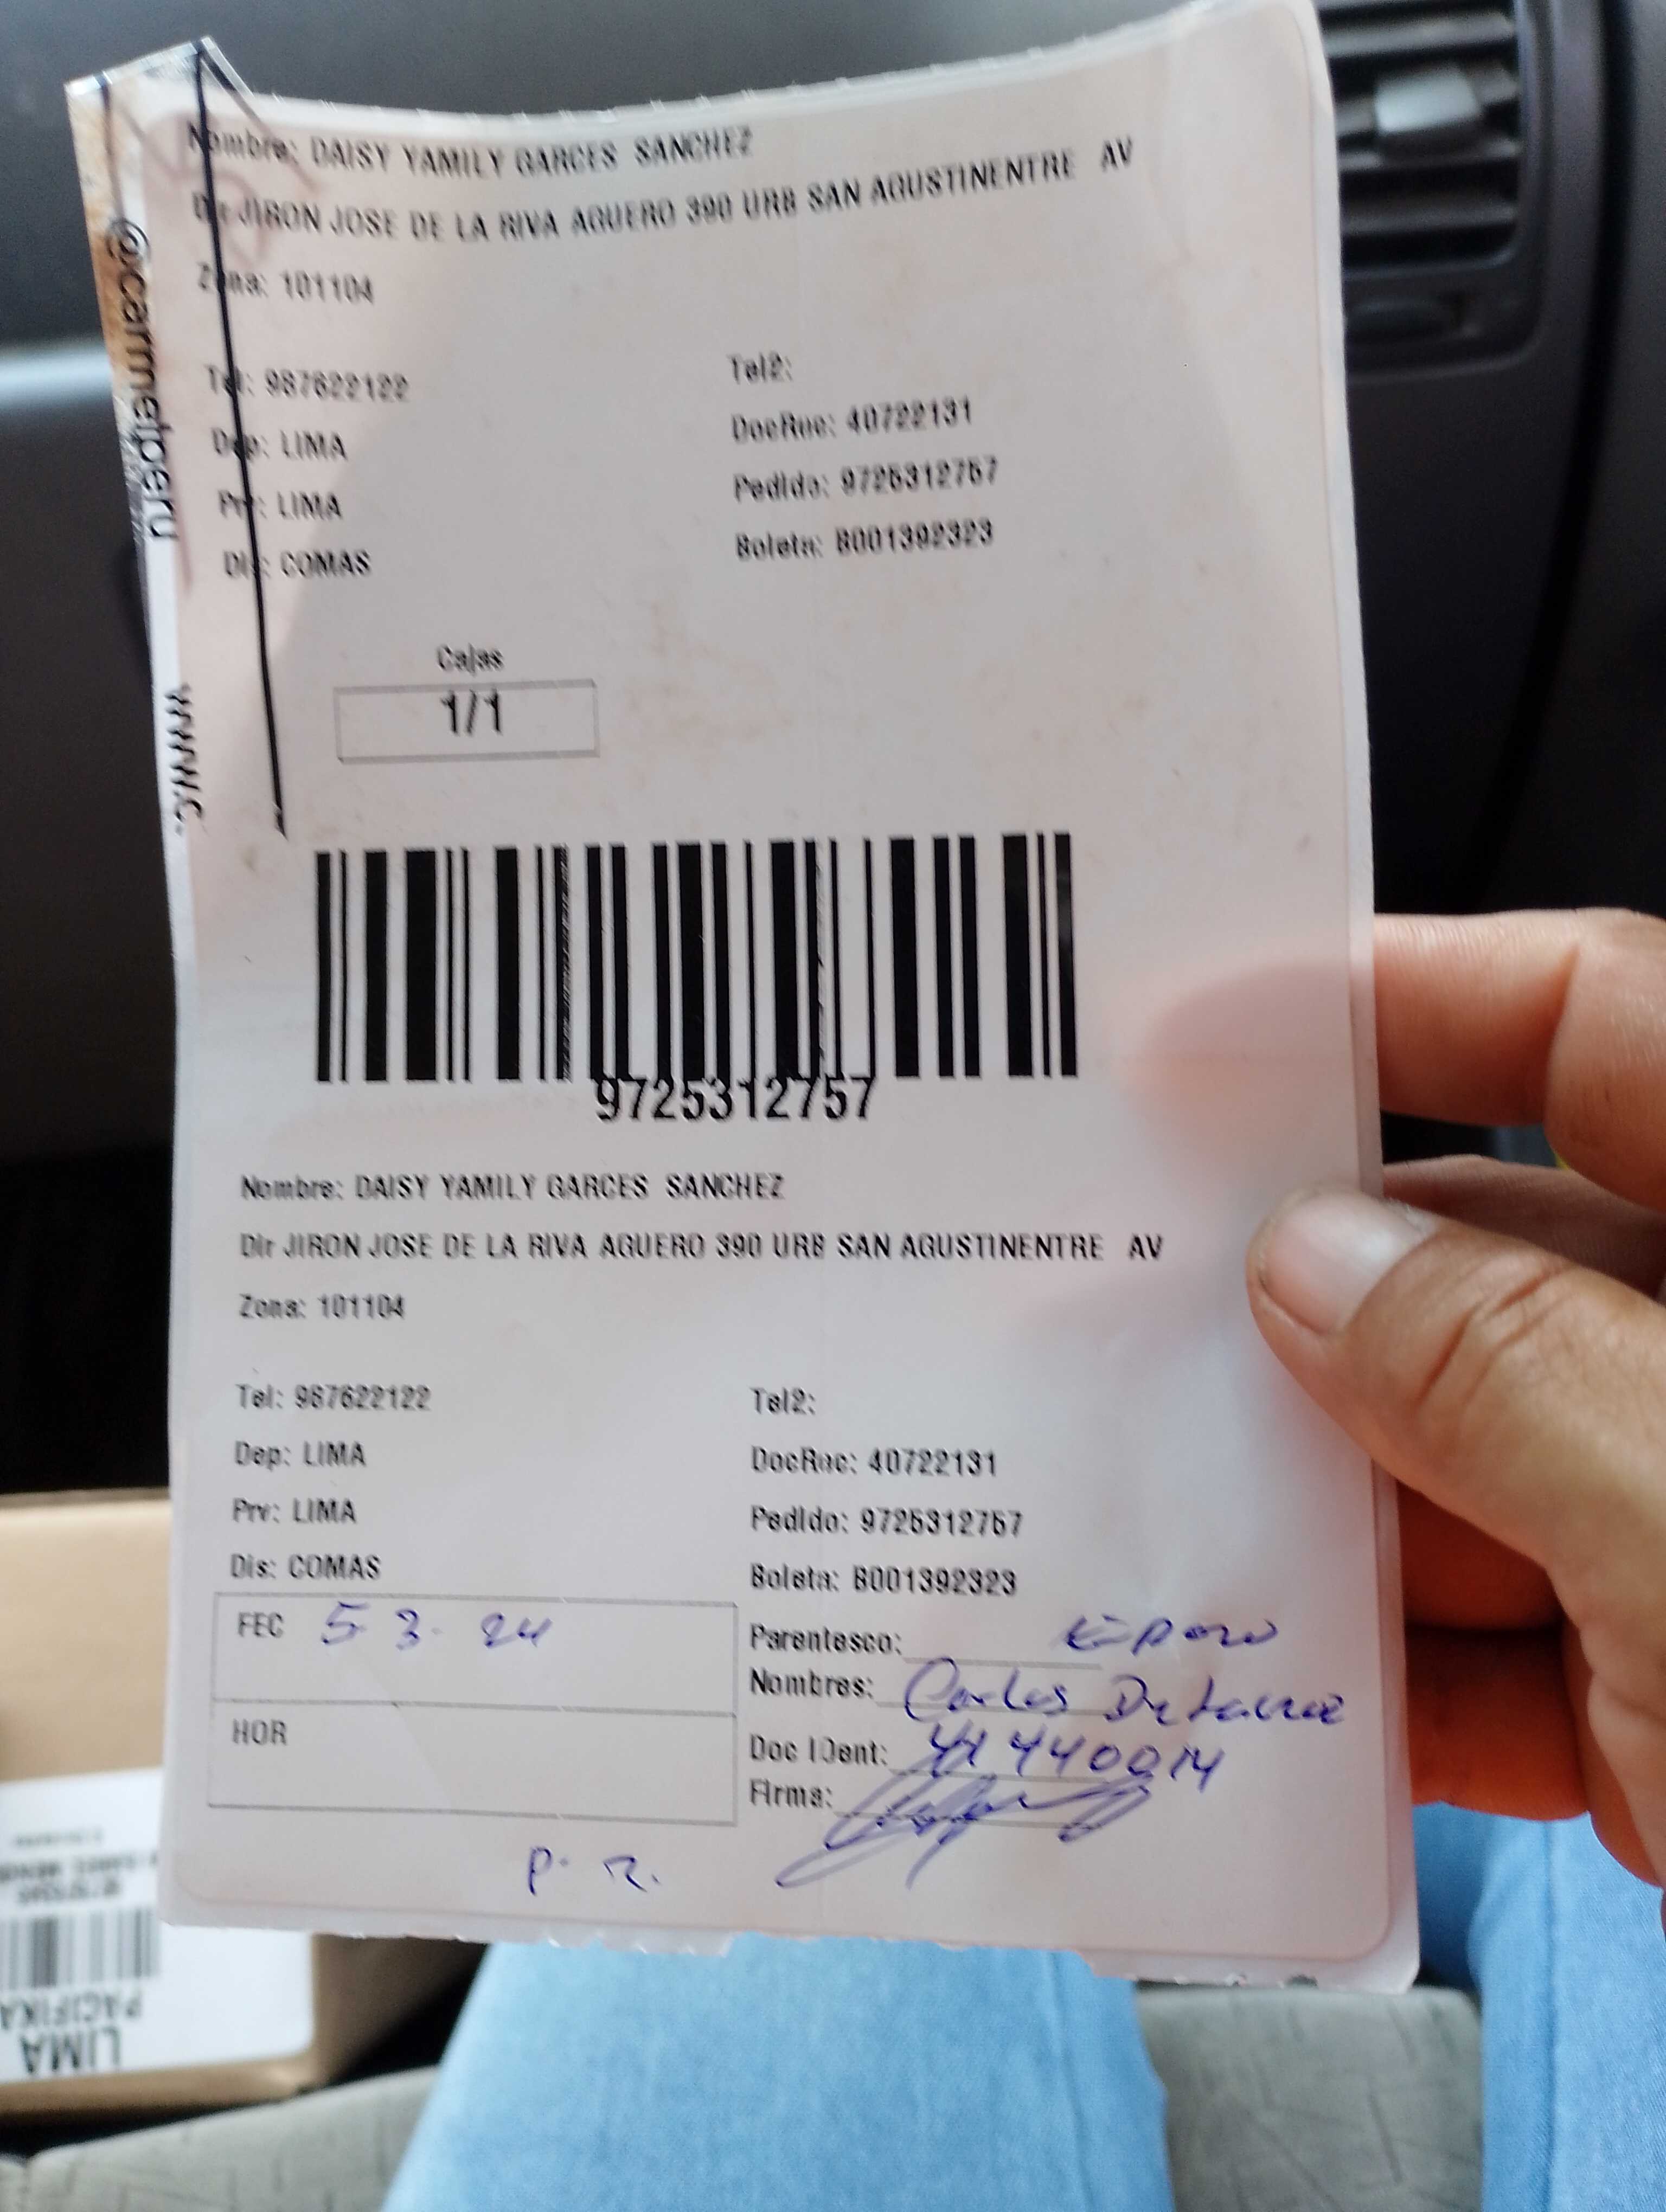 Nombre: DAISY YAMILY GARCES SANCHEZ
Dir JIRON JOSE DE LA RIVA AGUERO 390 URB SAN AGUSTINENTRE AV
Zona: 101104
Tel: 987622122 Tel2:
Dep: LIMA DocRec: 40722131
Prv: LIMA Pedido: 9725312757
Dis: COMAS Boleta: B001392323
@carmelperu
www.
Cajas
1/1
9725312757
Nombre: DAISY YAMILY GARCES SANCHEZ
Dir JIRON JOSE DE LA RIVA AGUERO 390 URB SAN AGUSTINENTRE AV
Zona: 101104
Tel: 987622122 Tel2:
Dep: LIMA DocRec: 40722131
Prv: LIMA Pedido: 9725312757
Dis: COMAS Boleta: B001392323
FEC 5 3. 24 Parentesco: Esposo
Nombres: Carlos
HOR Doc IDent: 41440014
Firma:
P. R.
PACIFIKA
LIMA